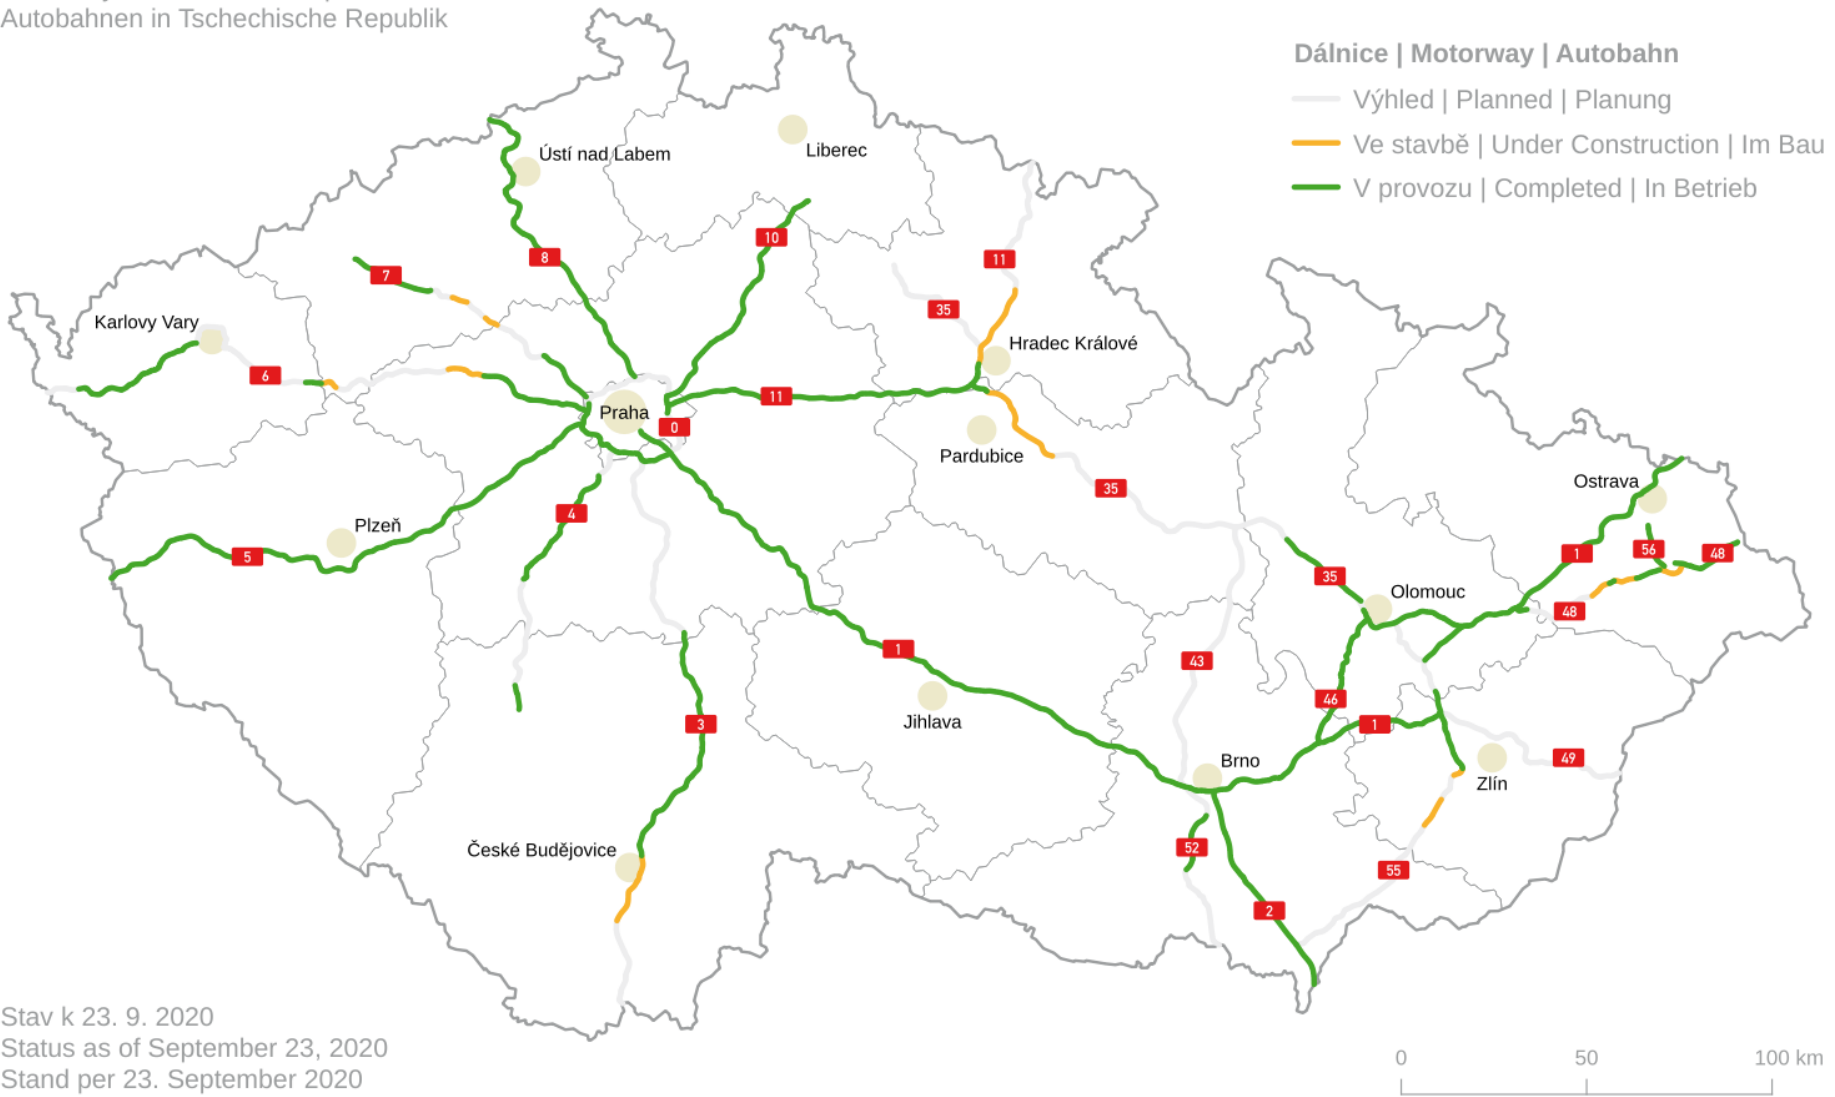 Autobahnen in Tschechische Republik
Dálnice | Motorway | Autobahn
Výhled | Planned | Planung
Ve stavbě | Under Construction | Im Bau
V provozu | Completed | In Betrieb
Liberec
Ústí nad Labem
10
8
11
7
35
Karlovy Vary
Hradec Králové
6
11
Praha
0
Pardubice
Ostrava
35
4
Plzeň
5
1
56
48
35
Olomouc
48
1
43
46
Jihlava
3
1
Brno
49
Zlín
České Budějovice
52
55
2
Stav k 23. 9. 2020
Status as of September 23, 2020
Stand per 23. September 2020
0 50 100 km